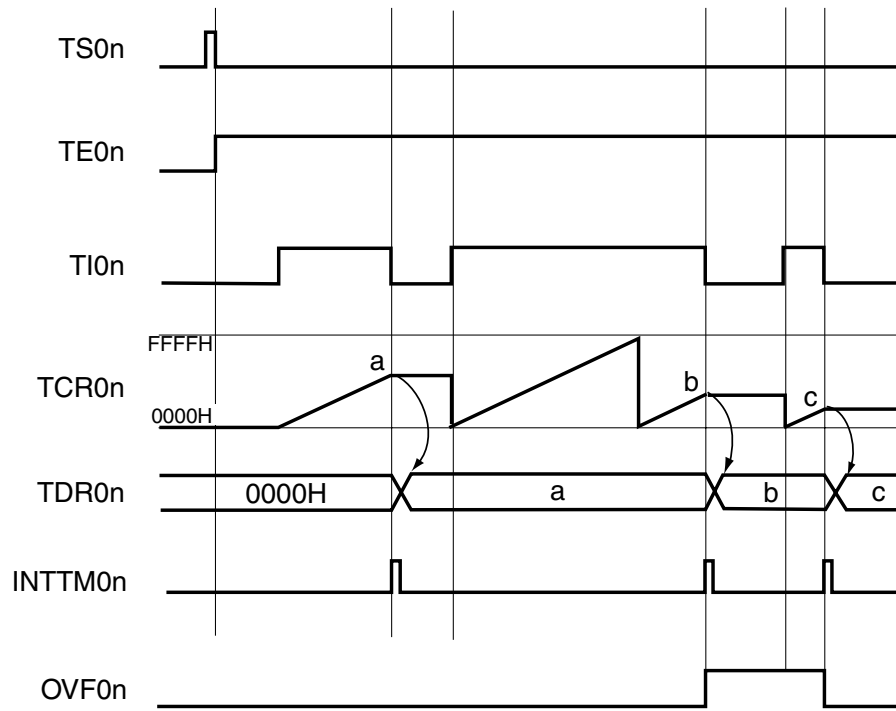 TS0n
TE0n
TI0n
FFFFH
a
TCR0n
b
c
0000H
TDR0n
0000H
a
b
c
INTTM0n
OVF0n